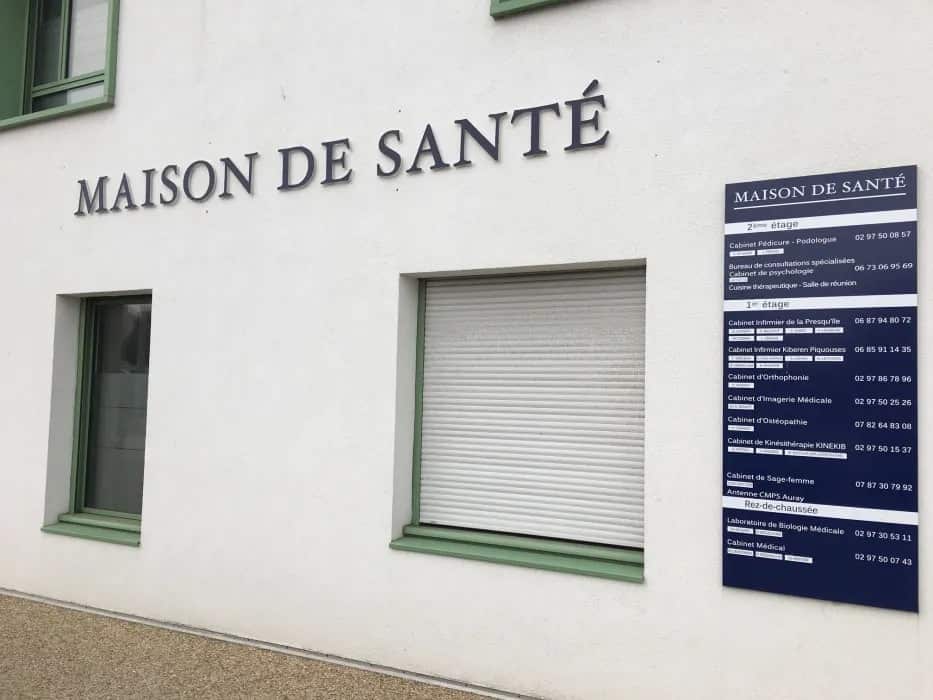 MAISON DE SANTÉ
MAISON DE SANTÉ
2ème étage
Cabinet Pédicure - Podologue 02 97 50 08 57
Bureau de consultations spécialisées
Cabinet de psychologie 06 73 06 95 69
Cuisine thérapeutique - Salle de réunion
1er étage
Cabinet Infirmier de la Presqu'île 06 87 94 80 72
Cabinet Infirmier Kiberen Piquouses 06 85 91 14 35
Cabinet d'Orthophonie 02 97 86 78 96
Cabinet d'Imagerie Médicale 02 97 50 25 26
Cabinet d'Ostéopathie 07 82 64 83 08
Cabinet de Kinésithérapie KINEKIB 02 97 50 15 37
Cabinet de Sage-femme 07 87 30 79 92
Antenne CMPS Auray
Rez-de-chaussée
Laboratoire de Biologie Médicale 02 97 30 53 11
Cabinet Médical 02 97 50 07 43